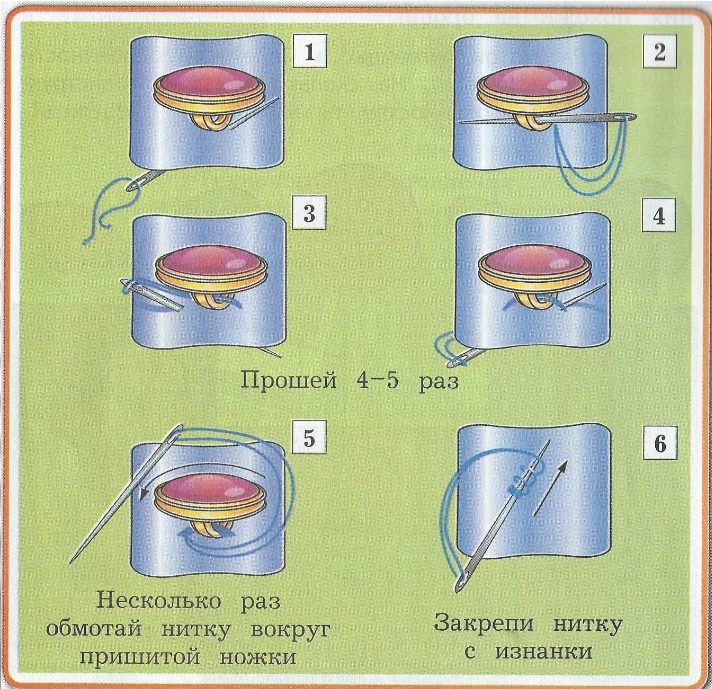 1
2
3
4
Прошей 4–5 раз
5
6
Несколько раз
обмотай нитку вокруг
пришитой ножки
Закрепи нитку
с изнанки